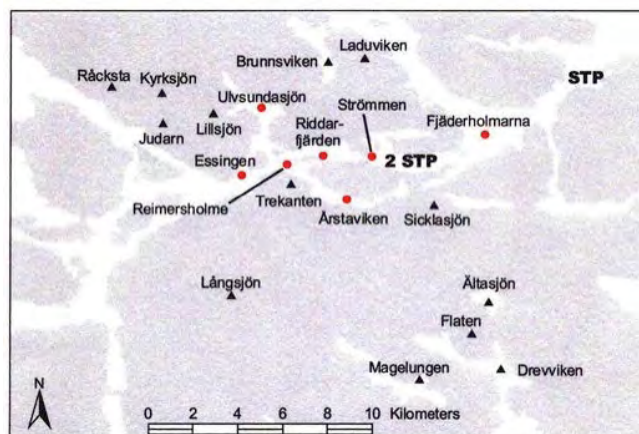 Laduviken
Brunnsviken
STP
Råcksta
Kyrksjön
Ulvsundasjön
Strömmen
Fjäderholmarna
Judarn
Lillsjön
Riddar-
fjärden
Essingen
2 STP
Reimersholme
Trekanten
Årstaviken
Sicklasjön
Långsjön
Ältasjön
Flaten
Magelungen
Drevviken
N
0 2 4 6 8 10 Kilometers